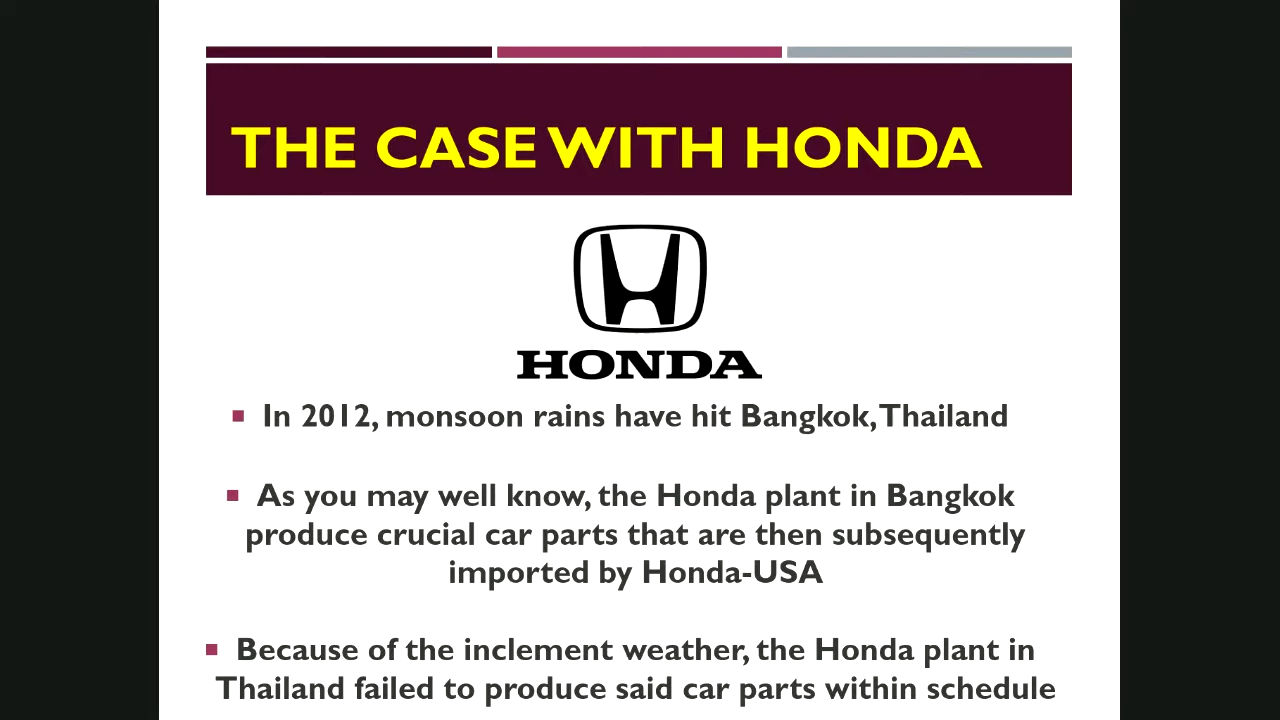 THE CASE WITH HONDA
HONDA
In 2012, monsoon rains have hit Bangkok, Thailand
As you may well know, the Honda plant in Bangkok
produce crucial car parts that are then subsequently
imported by Honda-USA
Because of the inclement weather, the Honda plant in
Thailand failed to produce said car parts within schedule